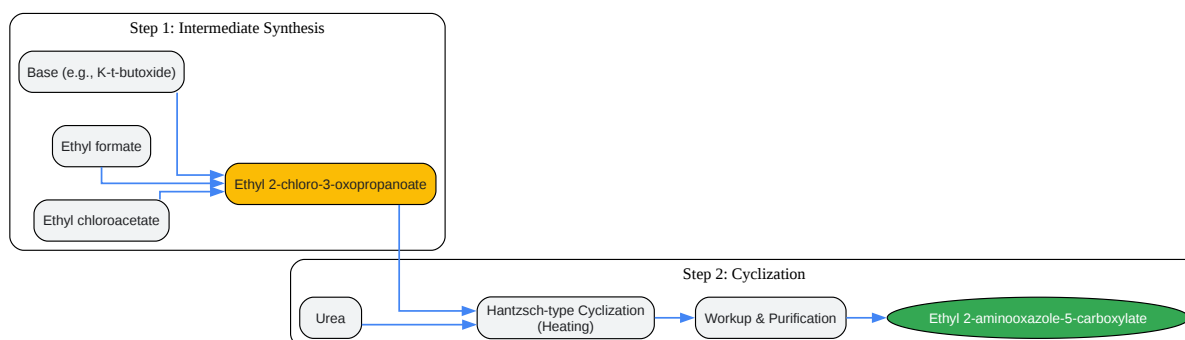 Step 1: Intermediate Synthesis
Base (e.g., K-t-butoxide)
Ethyl formate
Ethyl 2-chloro-3-oxopropanoate
Ethyl chloroacetate
Step 2: Cyclization
Urea
Hantzsch-type Cyclization
(Heating)
Workup & Purification
Ethyl 2-aminooxazole-5-carboxylate